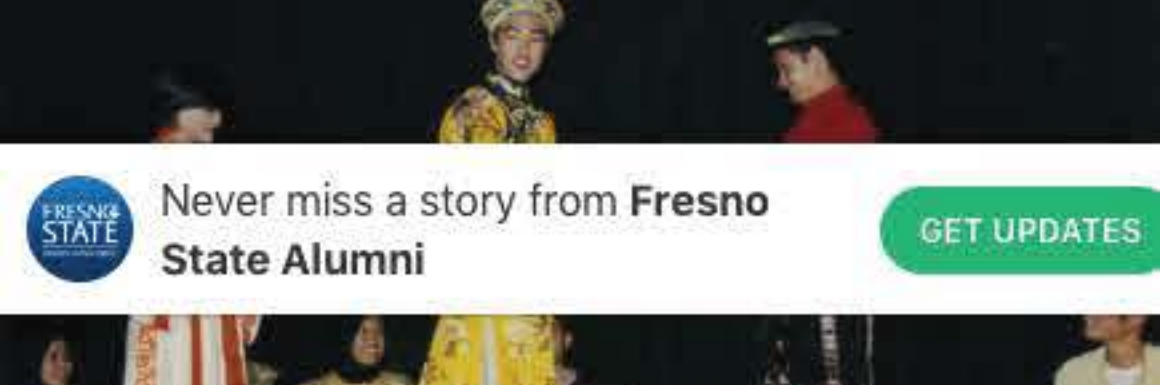 FRESNO
STATE
Never miss a story from Fresno
State Alumni
GET UPDATES